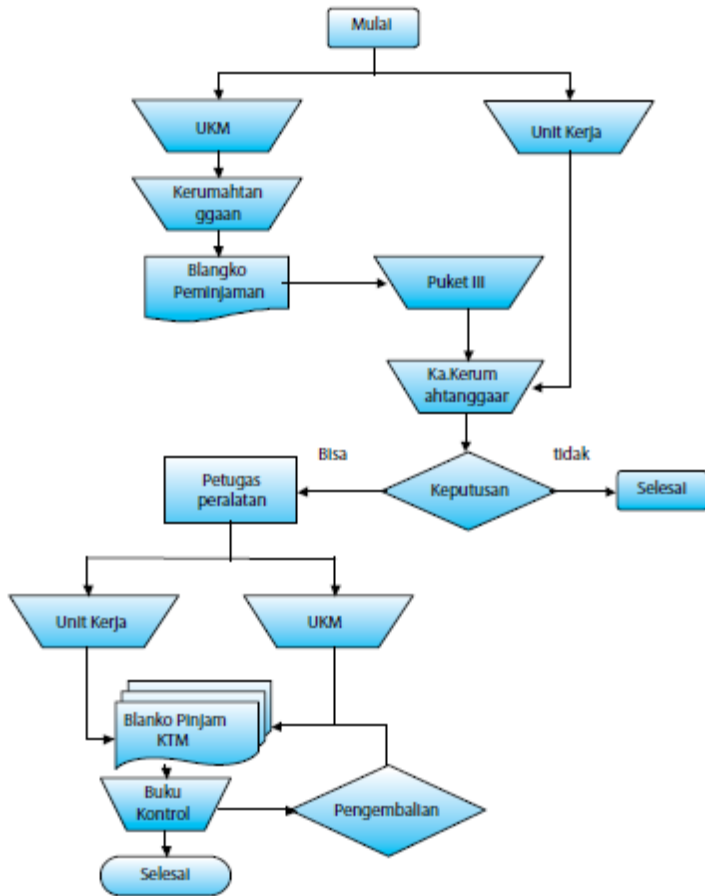 Mulai
UKM
Unit Kerja
Kerumahtan
ggaan
Blangko
Peminjaman
Puket III
Ka.Kerum
ahtanggaar
Bisa
tidak
Petugas
peralatan
Keputusan
Selesai
Unit Kerja
UKM
Blanko Pinjam
KTM
Buku
Kontrol
Pengembalian
Selesai